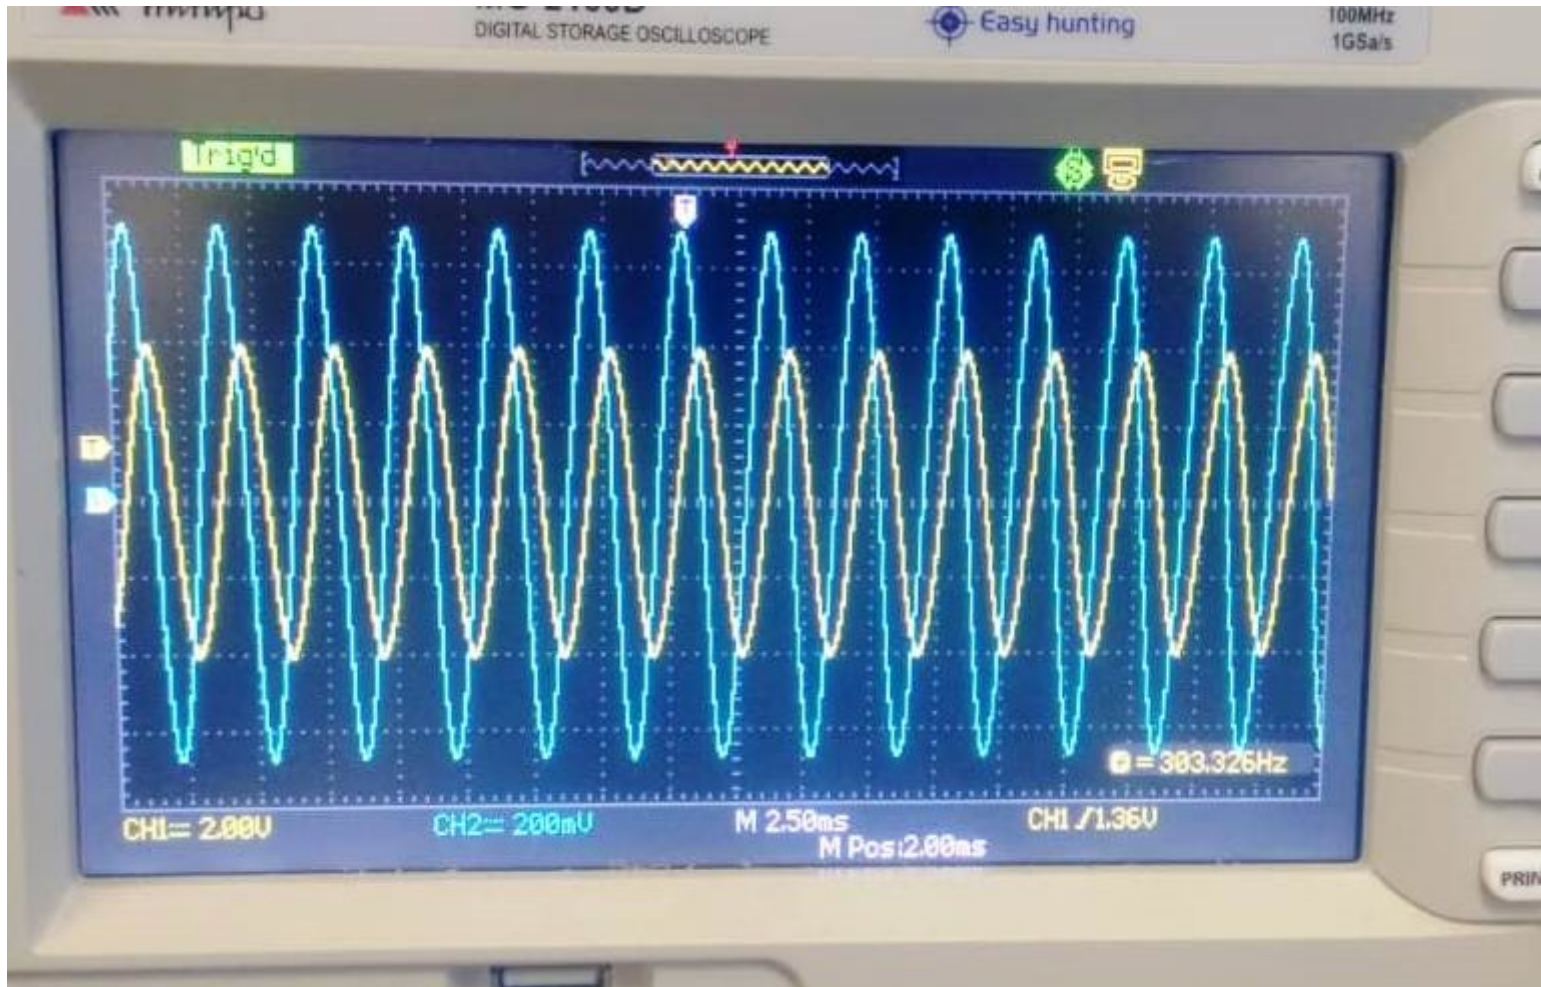 DIGITAL STORAGE OSCILLOSCOPE
Easy hunting
100MHz
1GSa/s
Trig'd
T
T
= 303.326Hz
CH1 2.00V
CH2 200mV
M 2.50ms
CH1 /1.36V
M Pos:2.00ms
PRIN